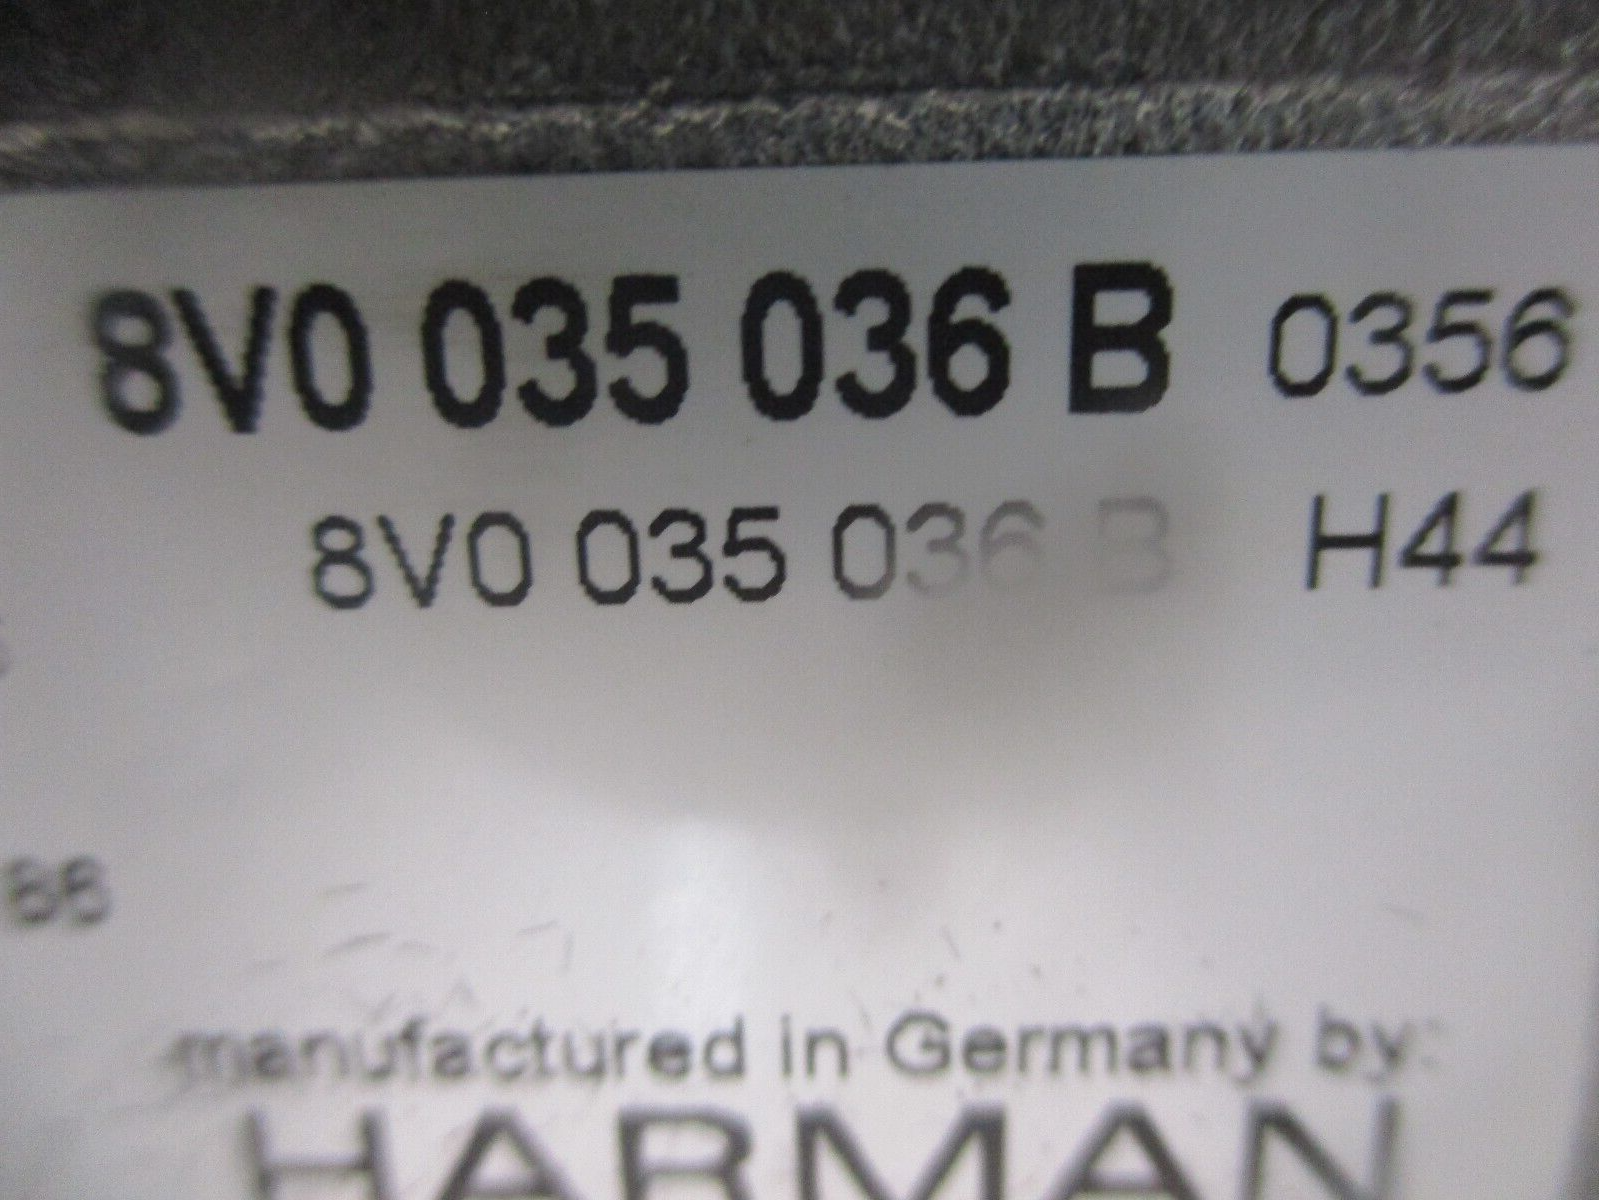 8V0 035 036 B 0356
8V0 035 036 B H44
manufactured in Germany by:
HARMAN